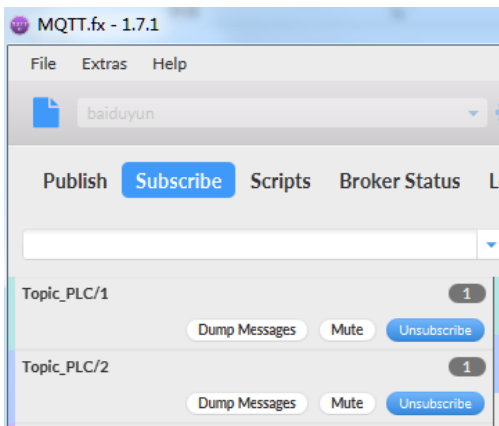 MQTT.fx - 1.7.1
File Extras Help
baiduyun
Publish Subscribe Scripts Broker Status
Topic_PLC/1 1
Dump Messages Mute Unsubscribe
Topic_PLC/2 1
Dump Messages Mute Unsubscribe